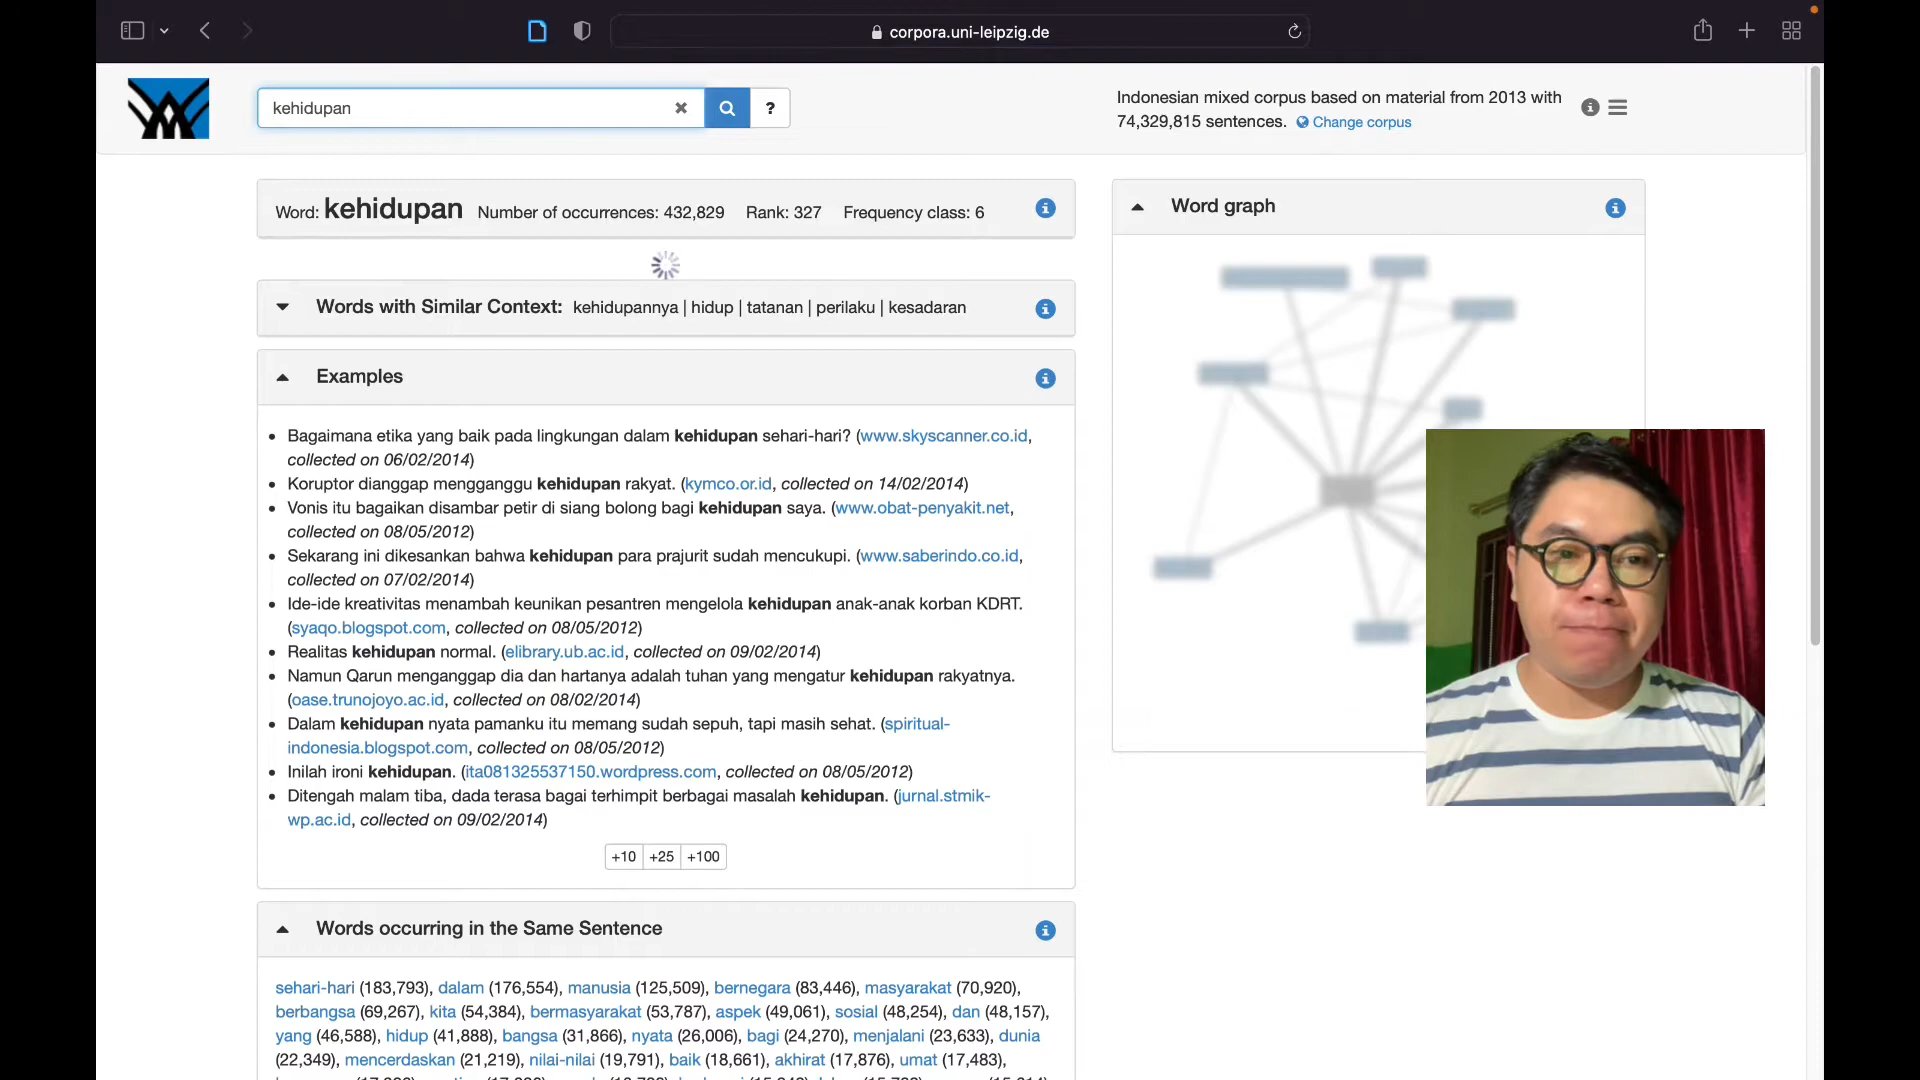 corpora.uni-leipzig.de
kehidupan
?
Indonesian mixed corpus based on material from 2013 with
74,329,815 sentences. Change corpus
Word: kehidupan Number of occurrences: 432,829 Rank: 327 Frequency class: 6
Word graph
Words with Similar Context: kehidupannya | hidup | tatanan | perilaku | kesadaran
Examples
Bagaimana etika yang baik pada lingkungan dalam kehidupan sehari-hari? (www.skyscanner.co.id,
collected on 06/02/2014)
Koruptor dianggap mengganggu kehidupan rakyat. (kymco.or.id, collected on 14/02/2014)
Vonis itu bagaikan disambar petir di siang bolong bagi kehidupan saya. (www.obat-penyakit.net,
collected on 08/05/2012)
Sekarang ini dikesankan bahwa kehidupan para prajurit sudah mencukupi. (www.saberindo.co.id,
collected on 07/02/2014)
Ide-ide kreativitas menambah keunikan pesantren mengelola kehidupan anak-anak korban KDRT.
(syaqo.blogspot.com, collected on 08/05/2012)
Realitas kehidupan normal. (elibrary.ub.ac.id, collected on 09/02/2014)
Namun Qarun menganggap dia dan hartanya adalah tuhan yang mengatur kehidupan rakyatnya.
(oase.trunojoyo.ac.id, collected on 08/02/2014)
Dalam kehidupan nyata pamanku itu memang sudah sepuh, tapi masih sehat. (spiritual-
indonesia.blogspot.com, collected on 08/05/2012)
Inilah ironi kehidupan. (ita081325537150.wordpress.com, collected on 08/05/2012)
Ditengah malam tiba, dada terasa bagai terhimpit berbagai masalah kehidupan. (jurnal.stmik-
wp.ac.id, collected on 09/02/2014)
+10 +25 +100
Words occurring in the Same Sentence
sehari-hari (183,793), dalam (176,554), manusia (125,509), bernegara (83,446), masyarakat (70,920),
berbangsa (69,267), kita (54,384), bermasyarakat (53,787), aspek (49,061), sosial (48,254), dan (48,157),
yang (46,588), hidup (41,888), bangsa (31,866), nyata (26,006), bagi (24,270), menjalani (23,633), dunia
(22,349), mencerdaskan (21,219), nilai-nilai (19,791), baik (18,661), akhirat (17,876), umat (17,483),